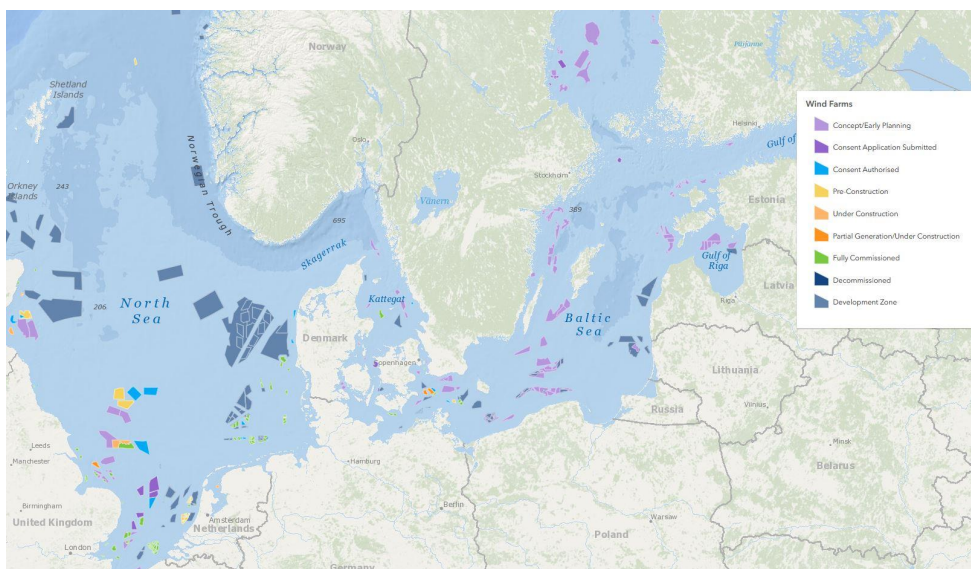 Norway
Päijänne
Shetland
Islands
Wind Farms
Concept/Early Planning
Helsinki
Consent Application Submitted
Oslo
Gulf of
Norwegian Trough
Consent Authorised
Stockholm
Orkney
Islands
243
Pre-Construction
Vänern
389
Estonia
Under Construction
695
Partial Generation/Under Construction
Skagerrak
Gulf of
Riga
Fully Commissioned
Decommissioned
Latvia
Riga
Development Zone
North
Sea
206
Kattegat
Baltic
Sea
Denmark
Copenhagen
Lithuania
Vilnius
Russia
Minsk
Leeds
Manchester
Hamburg
Belarus
Birmingham
United Kingdom
Amsterdam
Netherlands
Berlin
Warsaw
Poland
London
Germany